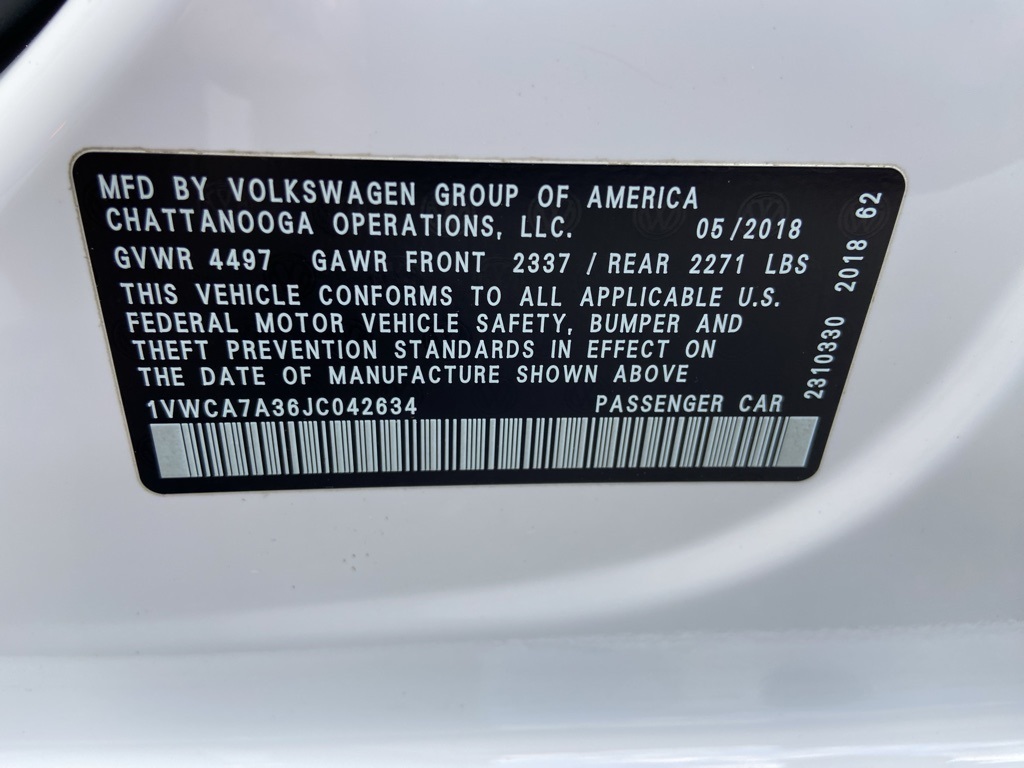 MFD BY VOLKSWAGEN GROUP OF AMERICA
CHATTANOOGA OPERATIONS, LLC. 05/2018
GVWR 4497 GAWR FRONT 2337 / REAR 2271 LBS
THIS VEHICLE CONFORMS TO ALL APPLICABLE U.S.
FEDERAL MOTOR VEHICLE SAFETY, BUMPER AND
THEFT PREVENTION STANDARDS IN EFFECT ON
THE DATE OF MANUFACTURE SHOWN ABOVE
1VWCA7A36JC042634 PASSENGER CAR
2310330 2018 62